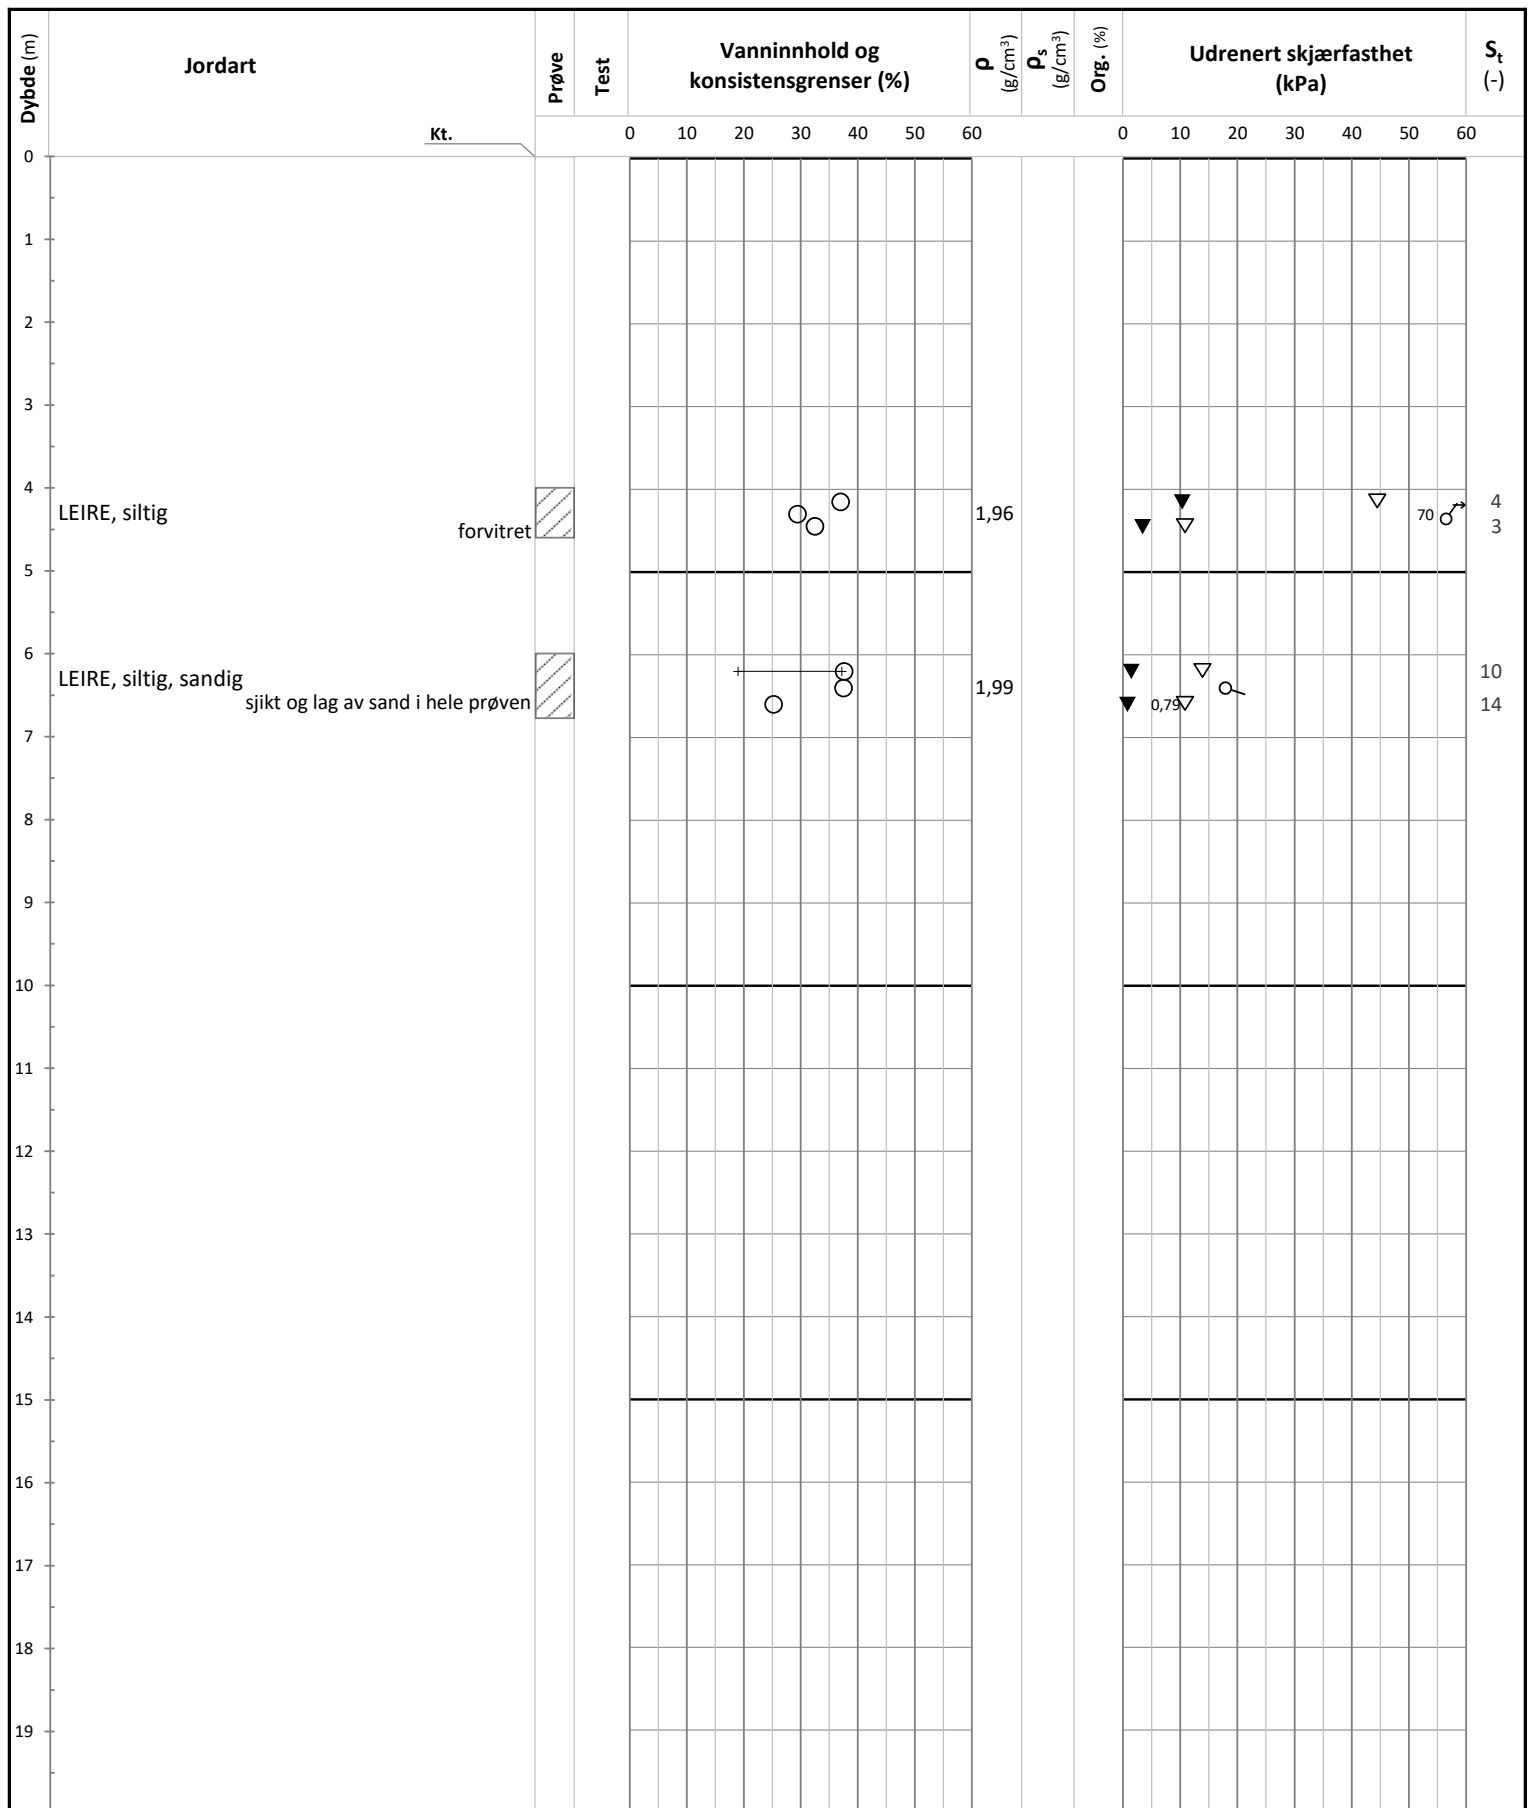 Dybde (m)
Jordart
Kt.
Prøve
Test
Vanninnhold og
konsistensgrenser (%)
ρ
(g/cm³)
ρs
(g/cm³)
Org. (%)
Udrenert skjærfasthet
(kPa)
St
(-)
0 10 20 30 40 50 60
0 10 20 30 40 50 60
0
1
2
3
4
LEIRE, siltig
forvitret
1,96
70
4
3
5
6
LEIRE, siltig, sandig
sjikt og lag av sand i hele prøven
1,99
0,79
10
14
7
8
9
10
11
12
13
14
15
16
17
18
19